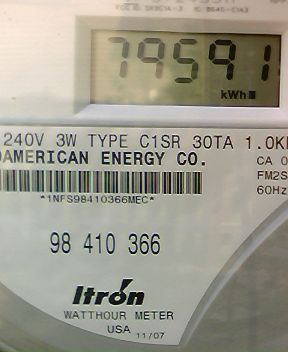 79591
kWh
240V 3W TYPE C1SR 30TA 1.0K
AMERICAN ENERGY CO.
CA 0
FM2S
60Hz
*1NFS98410366MEC*
98 410 366
Itron
WATTHOUR METER
USA 11/07